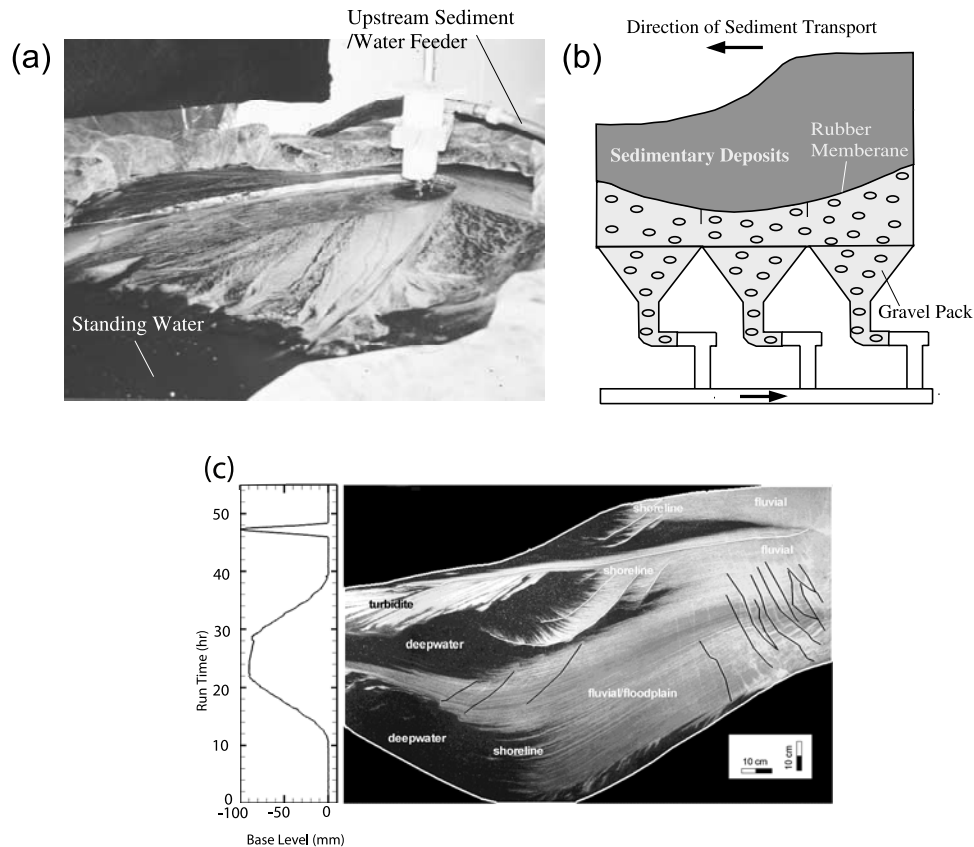 (a)
Upstream Sediment
/Water Feeder
Standing Water
(b)
Direction of Sediment Transport
Rubber
Memberane
Sedimentary Deposits
Gravel Pack
(c)
Run Time (hr)
50
40
30
20
10
0
-100
-50
0
Base Level (mm)
fluvial
shoreline
fluvial
shoreline
turbidite
deepwater
fluvial/floodplain
deepwater
shoreline
10 cm
10 cm